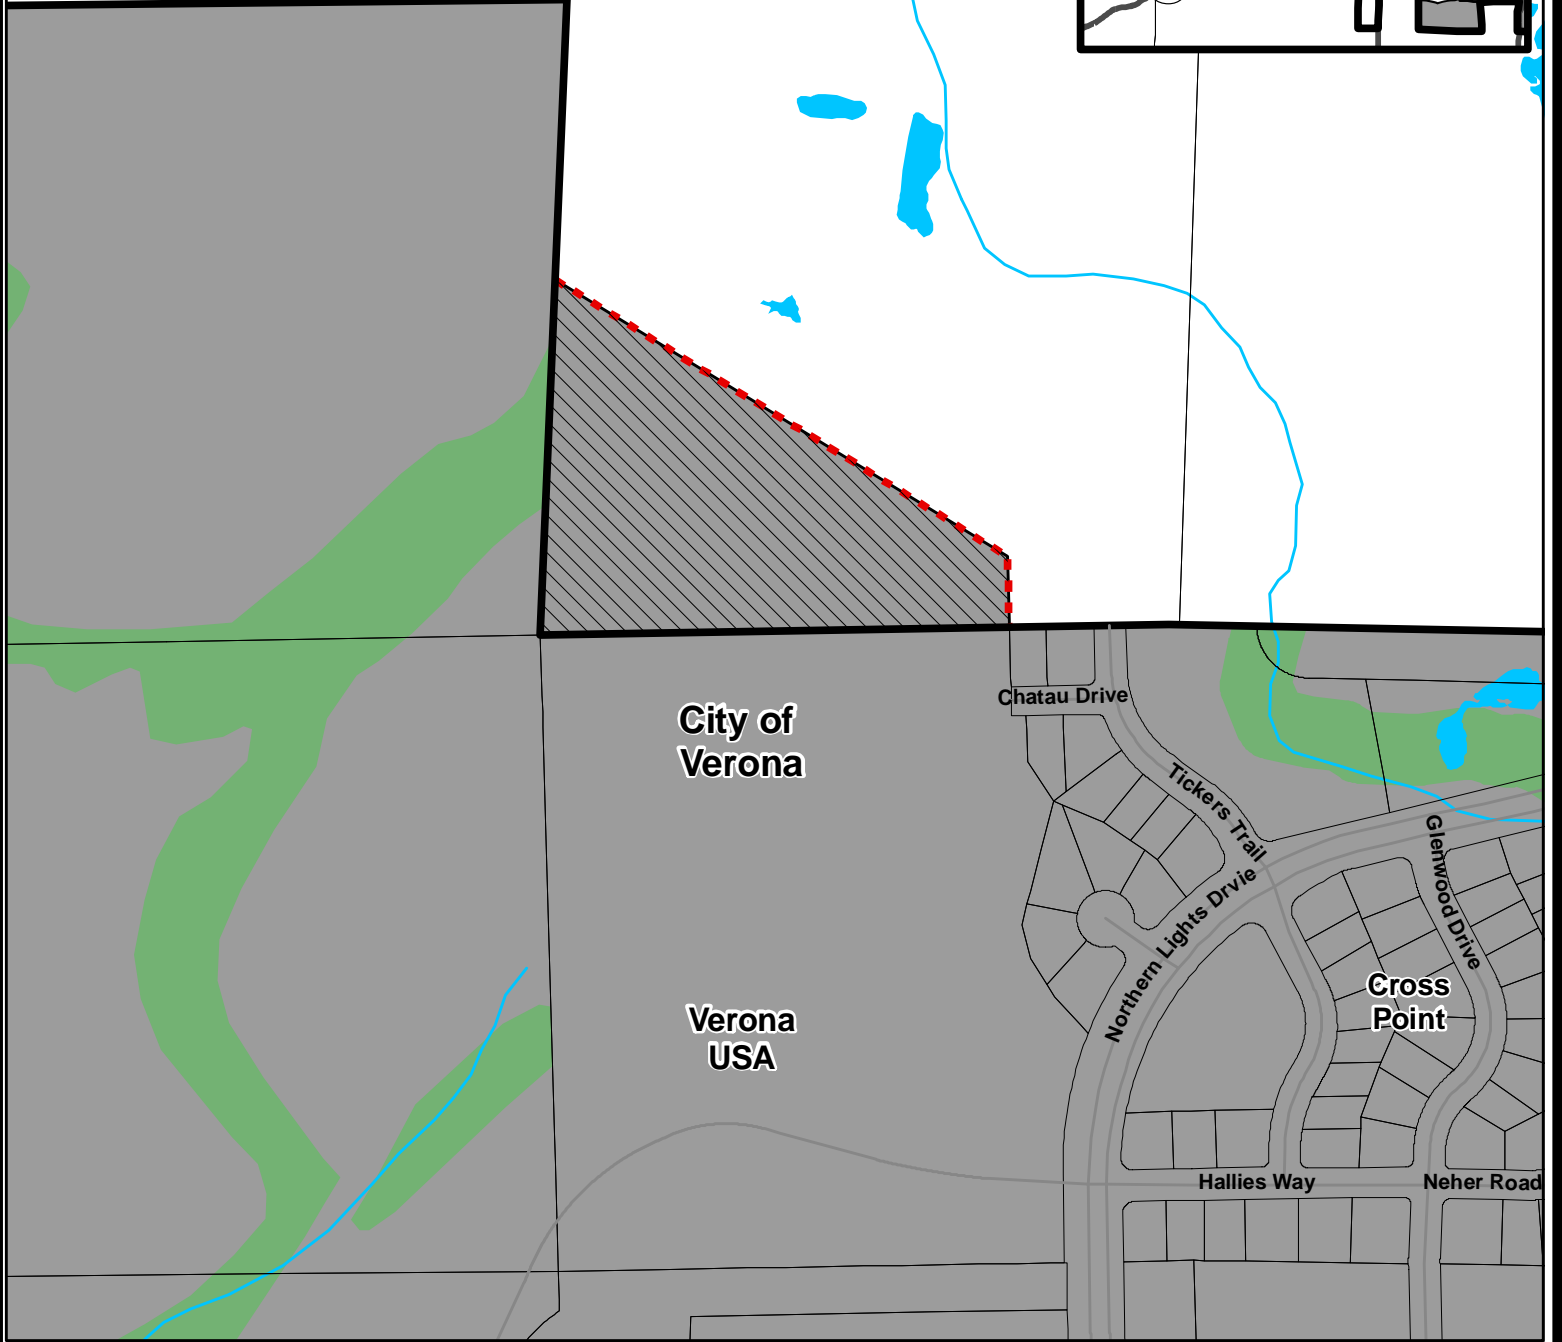 Chatau Drive
City of
Verona
Tickers Trail
Glenwood Drive
Northern Lights Drvie
Cross
Point
Verona
USA
Hallies Way
Neher Road